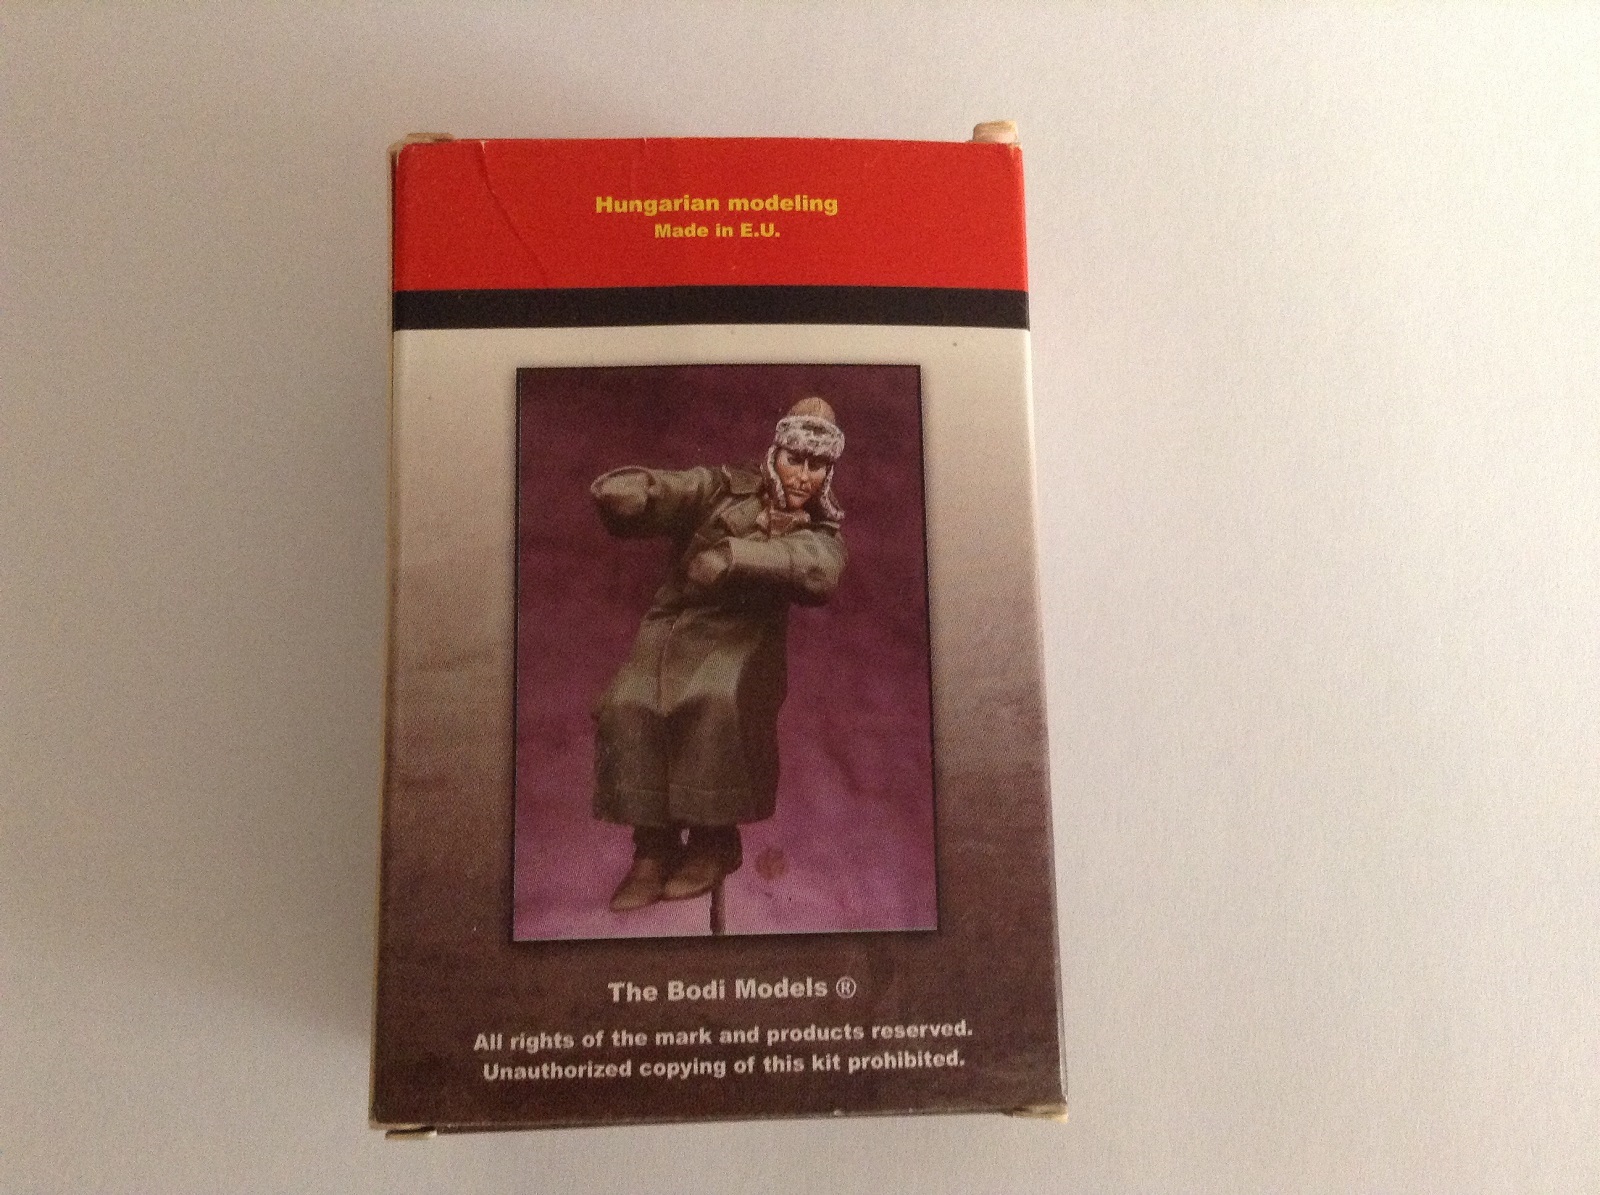 Hungarian modeling
Made in E.U.
The Bodi Models ®
All rights of the mark and products reserved.
Unauthorized copying of this kit prohibited.